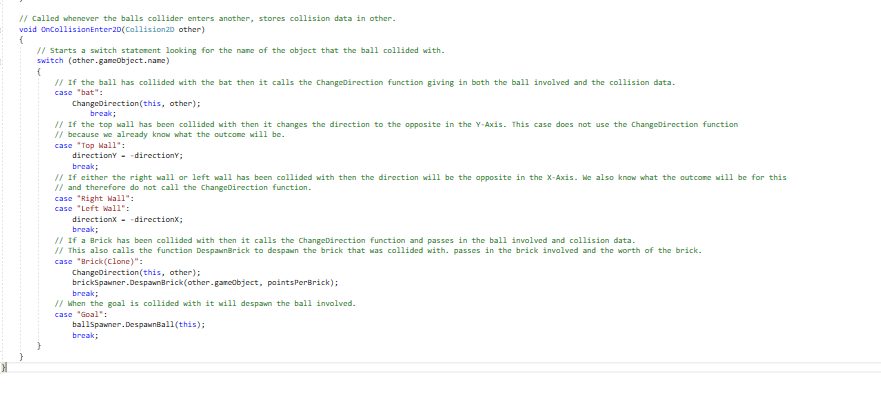 // Called whenever the balls collider enters another, stores collision data in other.
void OnCollisionEnter2D(Collision2D other)
{
// Starts a switch statement looking for the name of the object that the ball collided with.
switch (other.gameObject.name)
{
// If the ball has collided with the bat then it calls the ChangeDirection function giving in both the ball involved and the collision data.
case "bat":
ChangeDirection(this, other);
break;
// If the top wall has been collided with then it changes the direction to the opposite in the Y-Axis. This case does not use the ChangeDirection function
// because we already know what the outcome will be.
case "Top Wall":
directionY = -directionY;
break;
// If either the right wall or left wall has been collided with then the direction will be the opposite in the X-Axis. We also know what the outcome will be for this
// and therefore do not call the ChangeDirection function.
case "Right Wall":
case "Left Wall":
directionX = -directionX;
break;
// If a Brick has been collided with then it calls the ChangeDirection function and passes in the ball involved and collision data.
// This also calls the function DespawnBrick to despawn the brick that was collided with. passes in the brick involved and the worth of the brick.
case "Brick(Clone)":
ChangeDirection(this, other);
brickSpawner.DespawnBrick(other.gameObject, pointsPerBrick);
break;
// When the goal is collided with it will despawn the ball involved.
case "Goal":
ballSpawner.DespawnBall(this);
break;
}
}
}